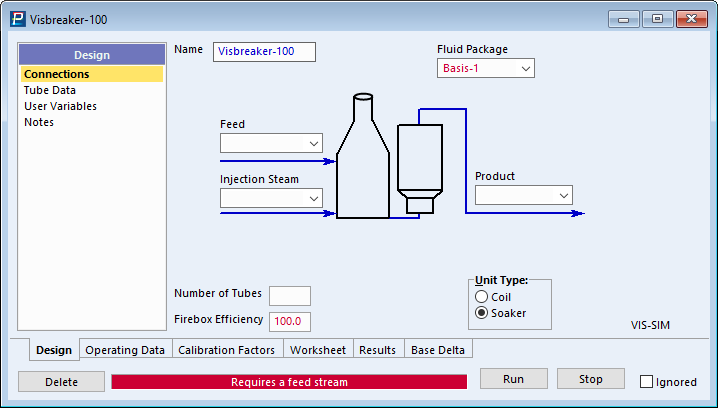 Visbreaker-100
Design
Connections
Tube Data
User Variables
Notes
Name Visbreaker-100
Fluid Package
Basis-1
Feed
Injection Steam
Product
Number of Tubes
Firebox Efficiency 100.0
Unit Type:
Coil
Soaker
VIS-SIM
Design Operating Data Calibration Factors Worksheet Results Base Delta
Delete Requires a feed stream Run Stop Ignored